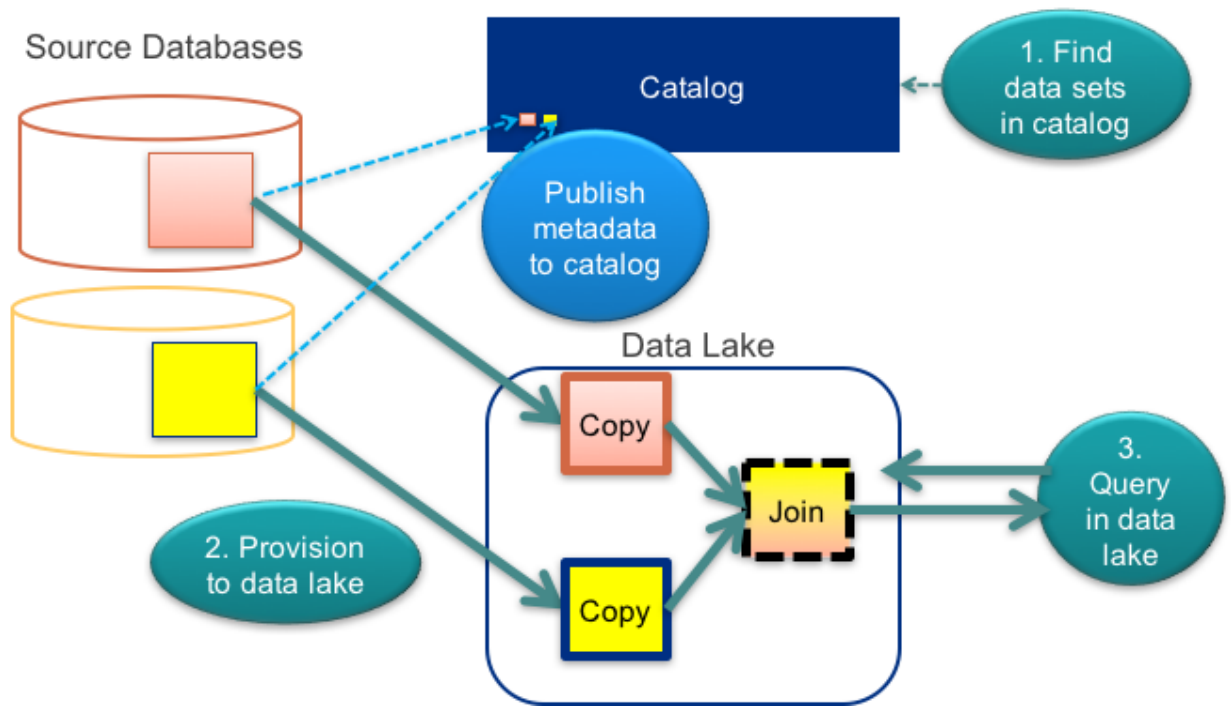 Source Databases
Catalog
1. Find
data sets
in catalog
Publish
metadata
to catalog
Data Lake
Copy
Join
3.
Query
in data
lake
2. Provision
to data lake
Copy